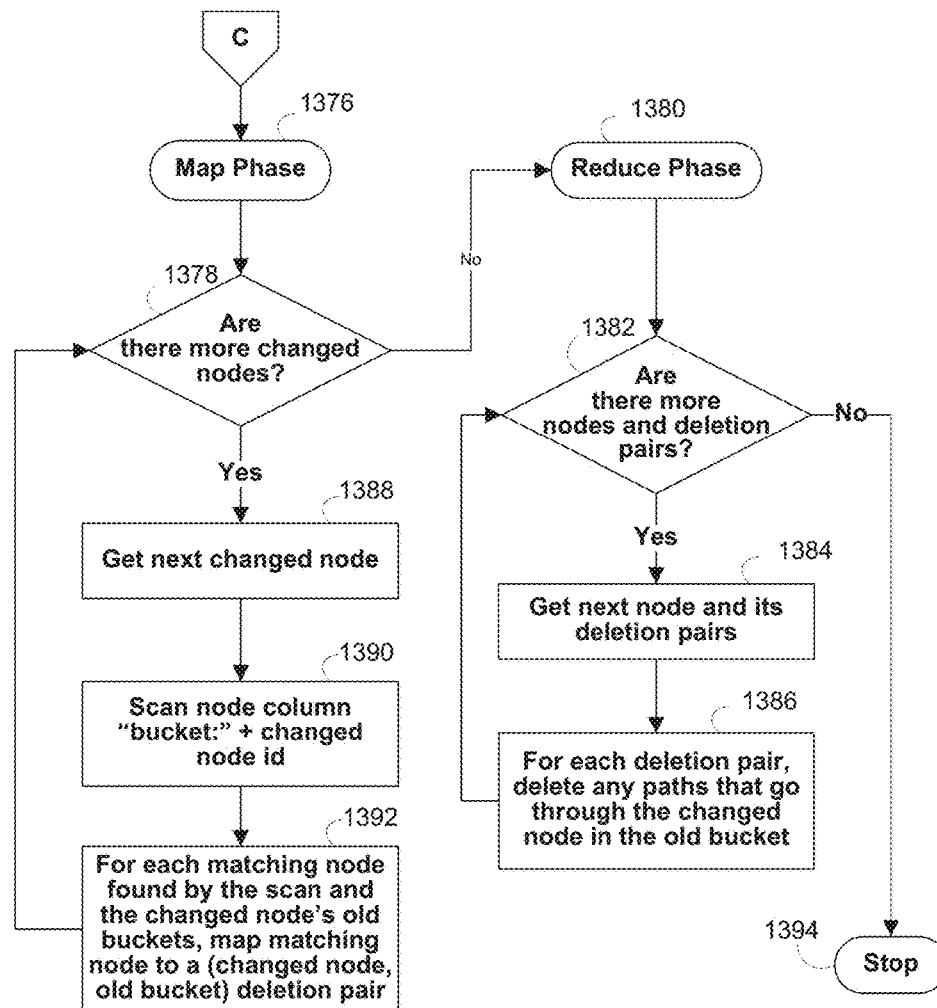 C
1376
Map Phase
1378
Are
there more changed
nodes?
Yes
1388
Get next changed node
1390
Scan node column
“bucket:” + changed
node id
1392
For each matching node
found by the scan and
the changed node’s old
buckets, map matching
node to a (changed node,
old bucket) deletion pair
No
1380
Reduce Phase
1382
Are
there more
nodes and deletion
pairs?
No
Yes
1384
Get next node and its
deletion pairs
1386
For each deletion pair,
delete any paths that go
through the changed
node in the old bucket
1394
Stop